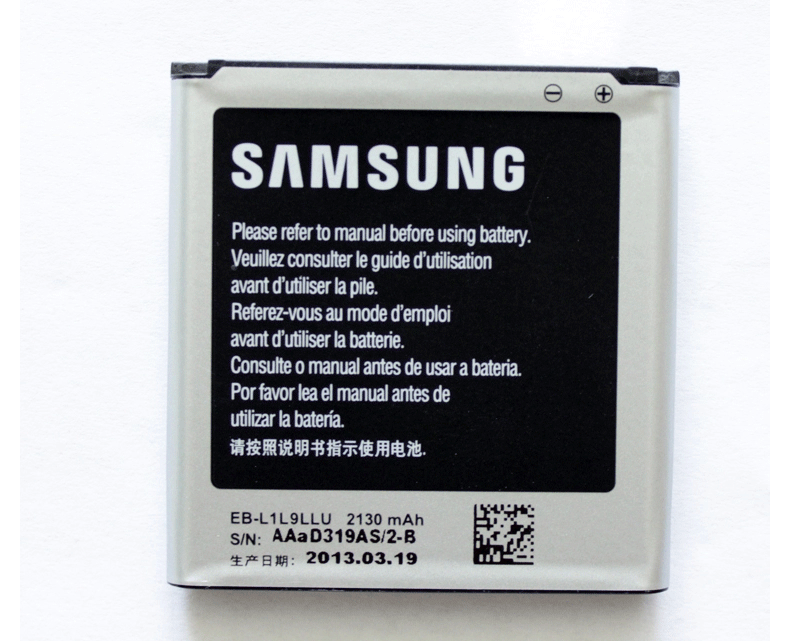 ⊖ ⊕
SAMSUNG
Please refer to manual before using battery.
Veuillez consulter le guide d'utilisation
avant d'utiliser la pile.
Referez-vous au mode d'emploi
avant d'utiliser la batterie.
Consulte o manual antes de usar a bateria.
Por favor lea el manual antes de
utilizar la batería.
请按照说明书指示使用电池.
EB-L1L9LLU 2130 mAh
S/N: AAaD319AS/2-B
生产日期: 2013.03.19